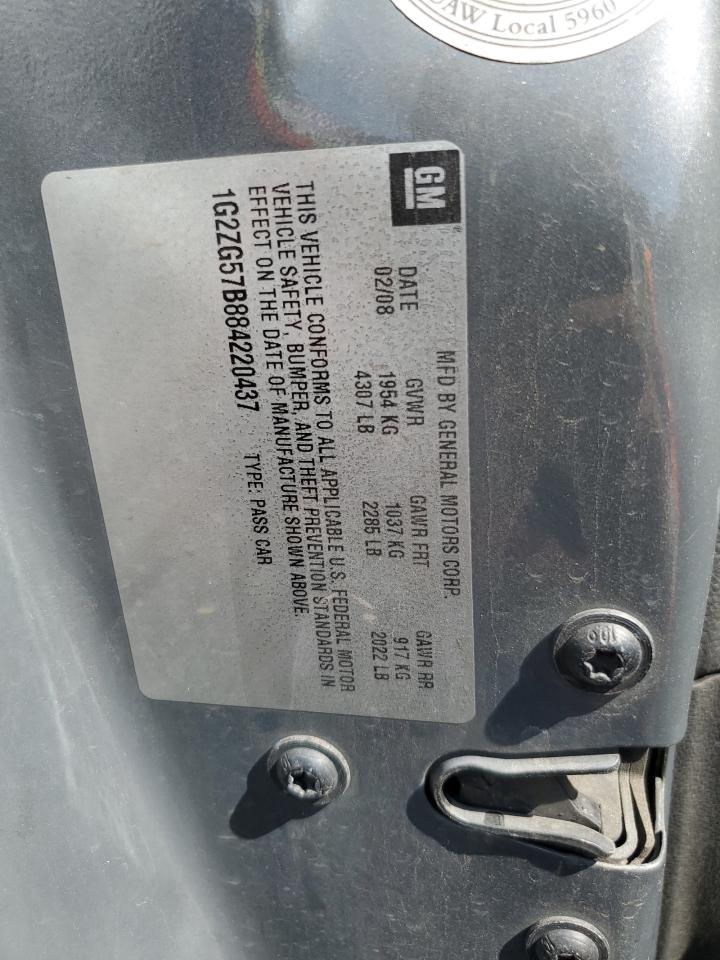 UAW Local 5960
GM
MFD BY GENERAL MOTORS CORP.
DATE GVWR GAWR FRT GAWR RR
02/08 1954 KG 1037 KG 917 KG
4307 LB 2285 LB 2022 LB
THIS VEHICLE CONFORMS TO ALL APPLICABLE U.S. FEDERAL MOTOR
VEHICLE SAFETY, BUMPER, AND THEFT PREVENTION STANDARDS IN
EFFECT ON THE DATE OF MANUFACTURE SHOWN ABOVE.
1G2ZG57B884220437 TYPE: PASS CAR